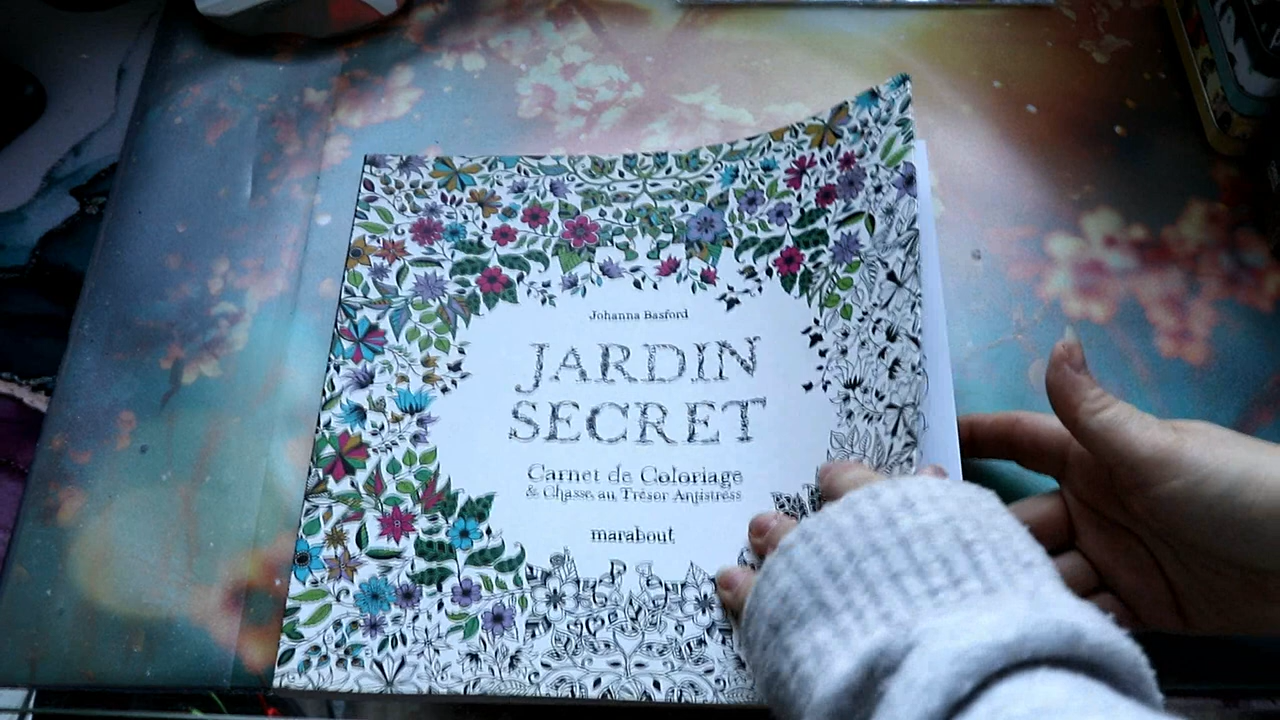 Johanna Basford
JARDIN
SECRET
Carnet de Coloriage
& Chasse au Trésor Antistress
marabout